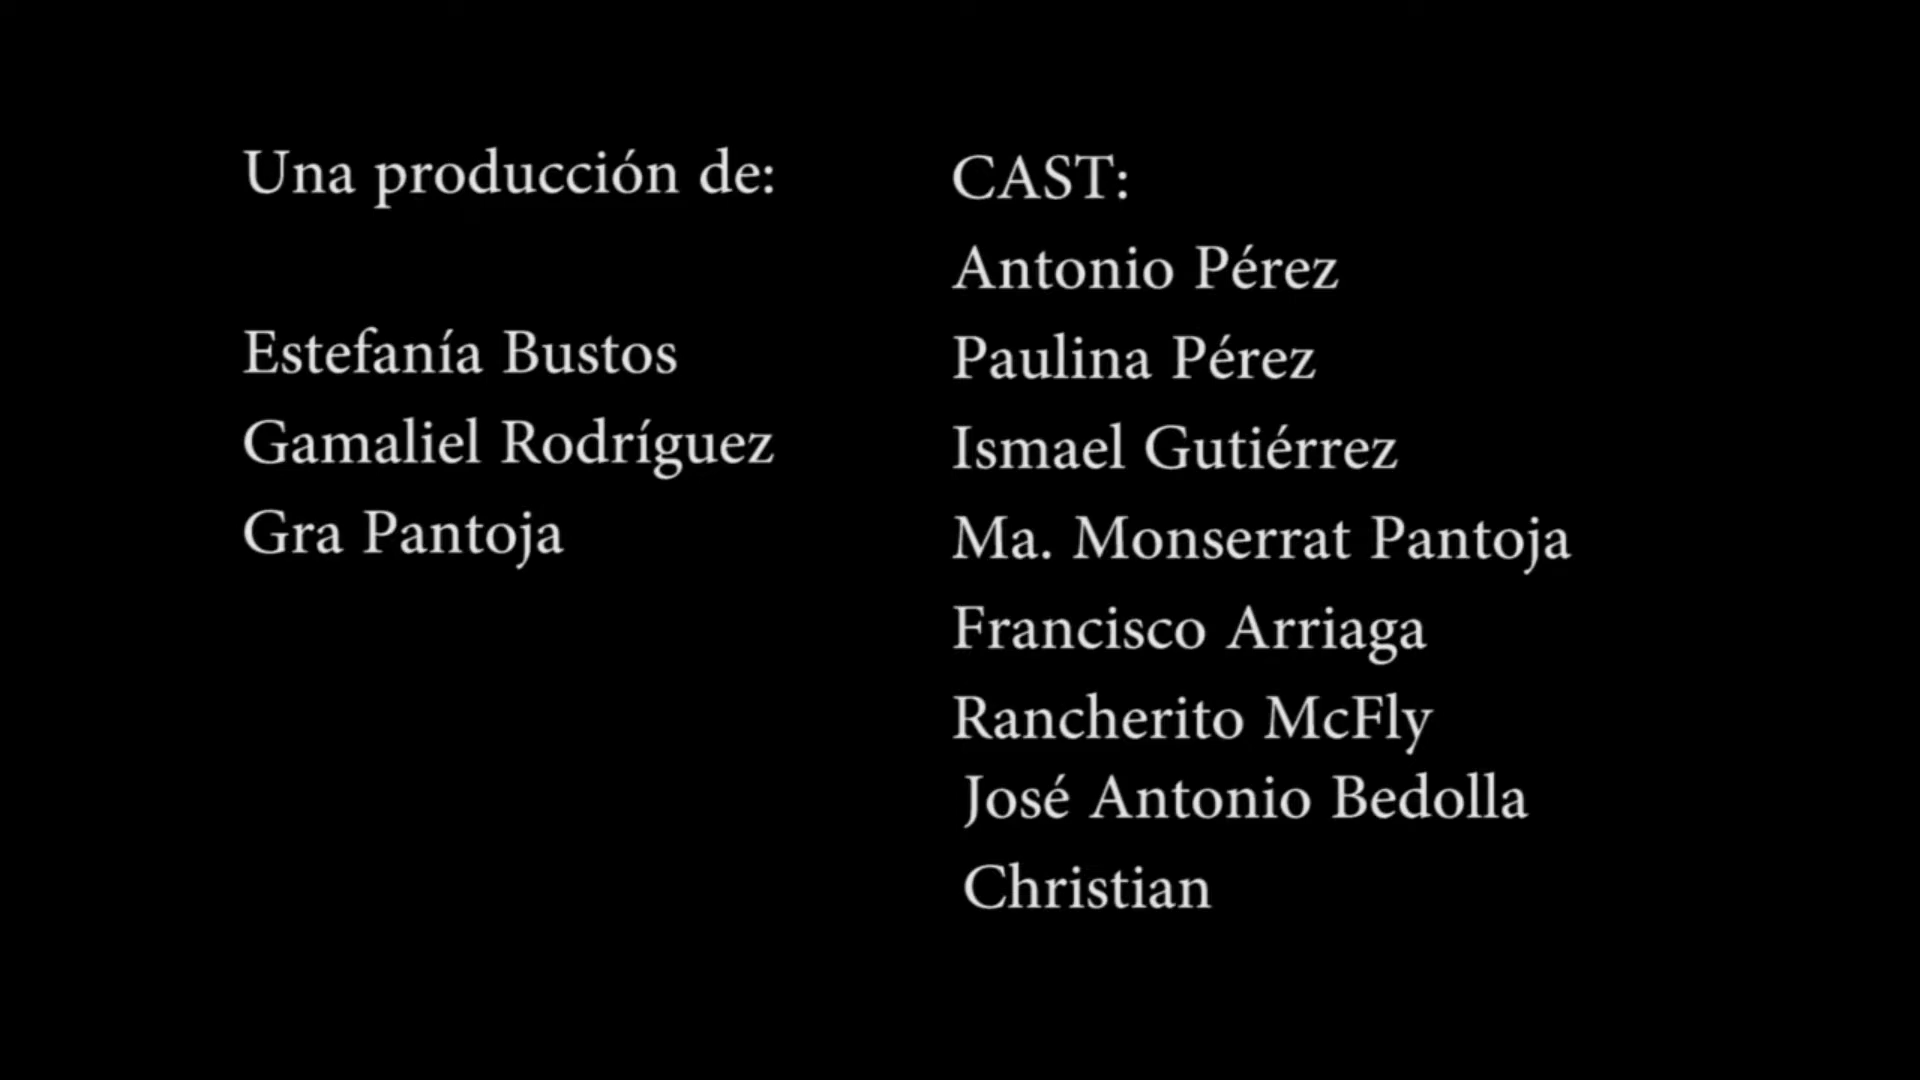 Una producción de:
Estefanía Bustos
Gamaliel Rodríguez
Gra Pantoja
CAST:
Antonio Pérez
Paulina Pérez
Ismael Gutiérrez
Ma. Monserrat Pantoja
Francisco Arriaga
Rancherito McFly
José Antonio Bedolla
Christian